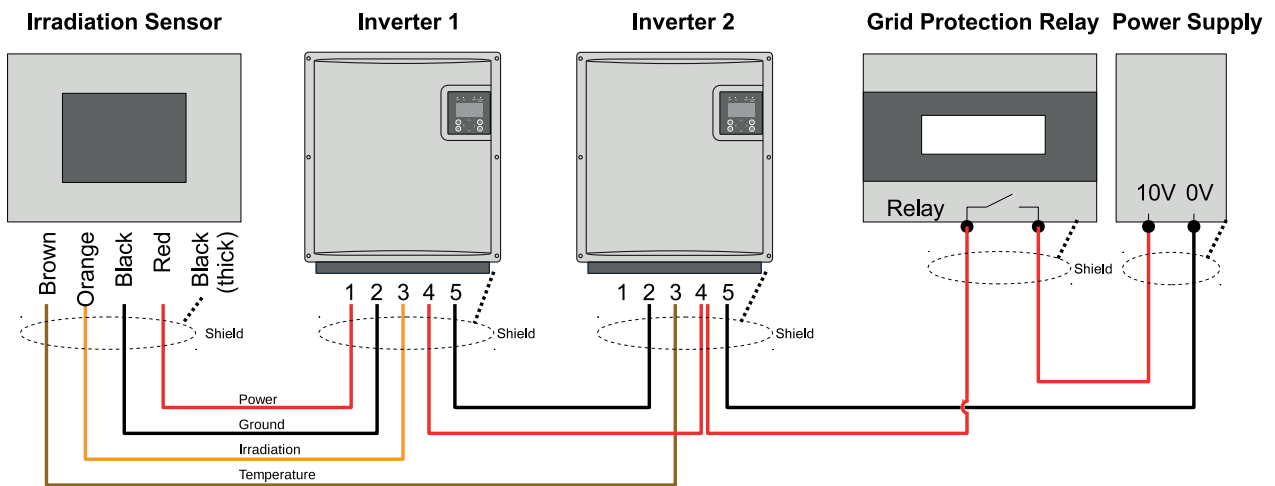 Irradiation Sensor
Inverter 1
Inverter 2
Grid Protection Relay
Power Supply
10V 0V
Relay
Brown
Orange
Black
Red
Black
(thick)
Shield
Shield
1 2 3 4 5
Shield
1 2 3 4 5
Shield
Power
Ground
Irradiation
Temperature